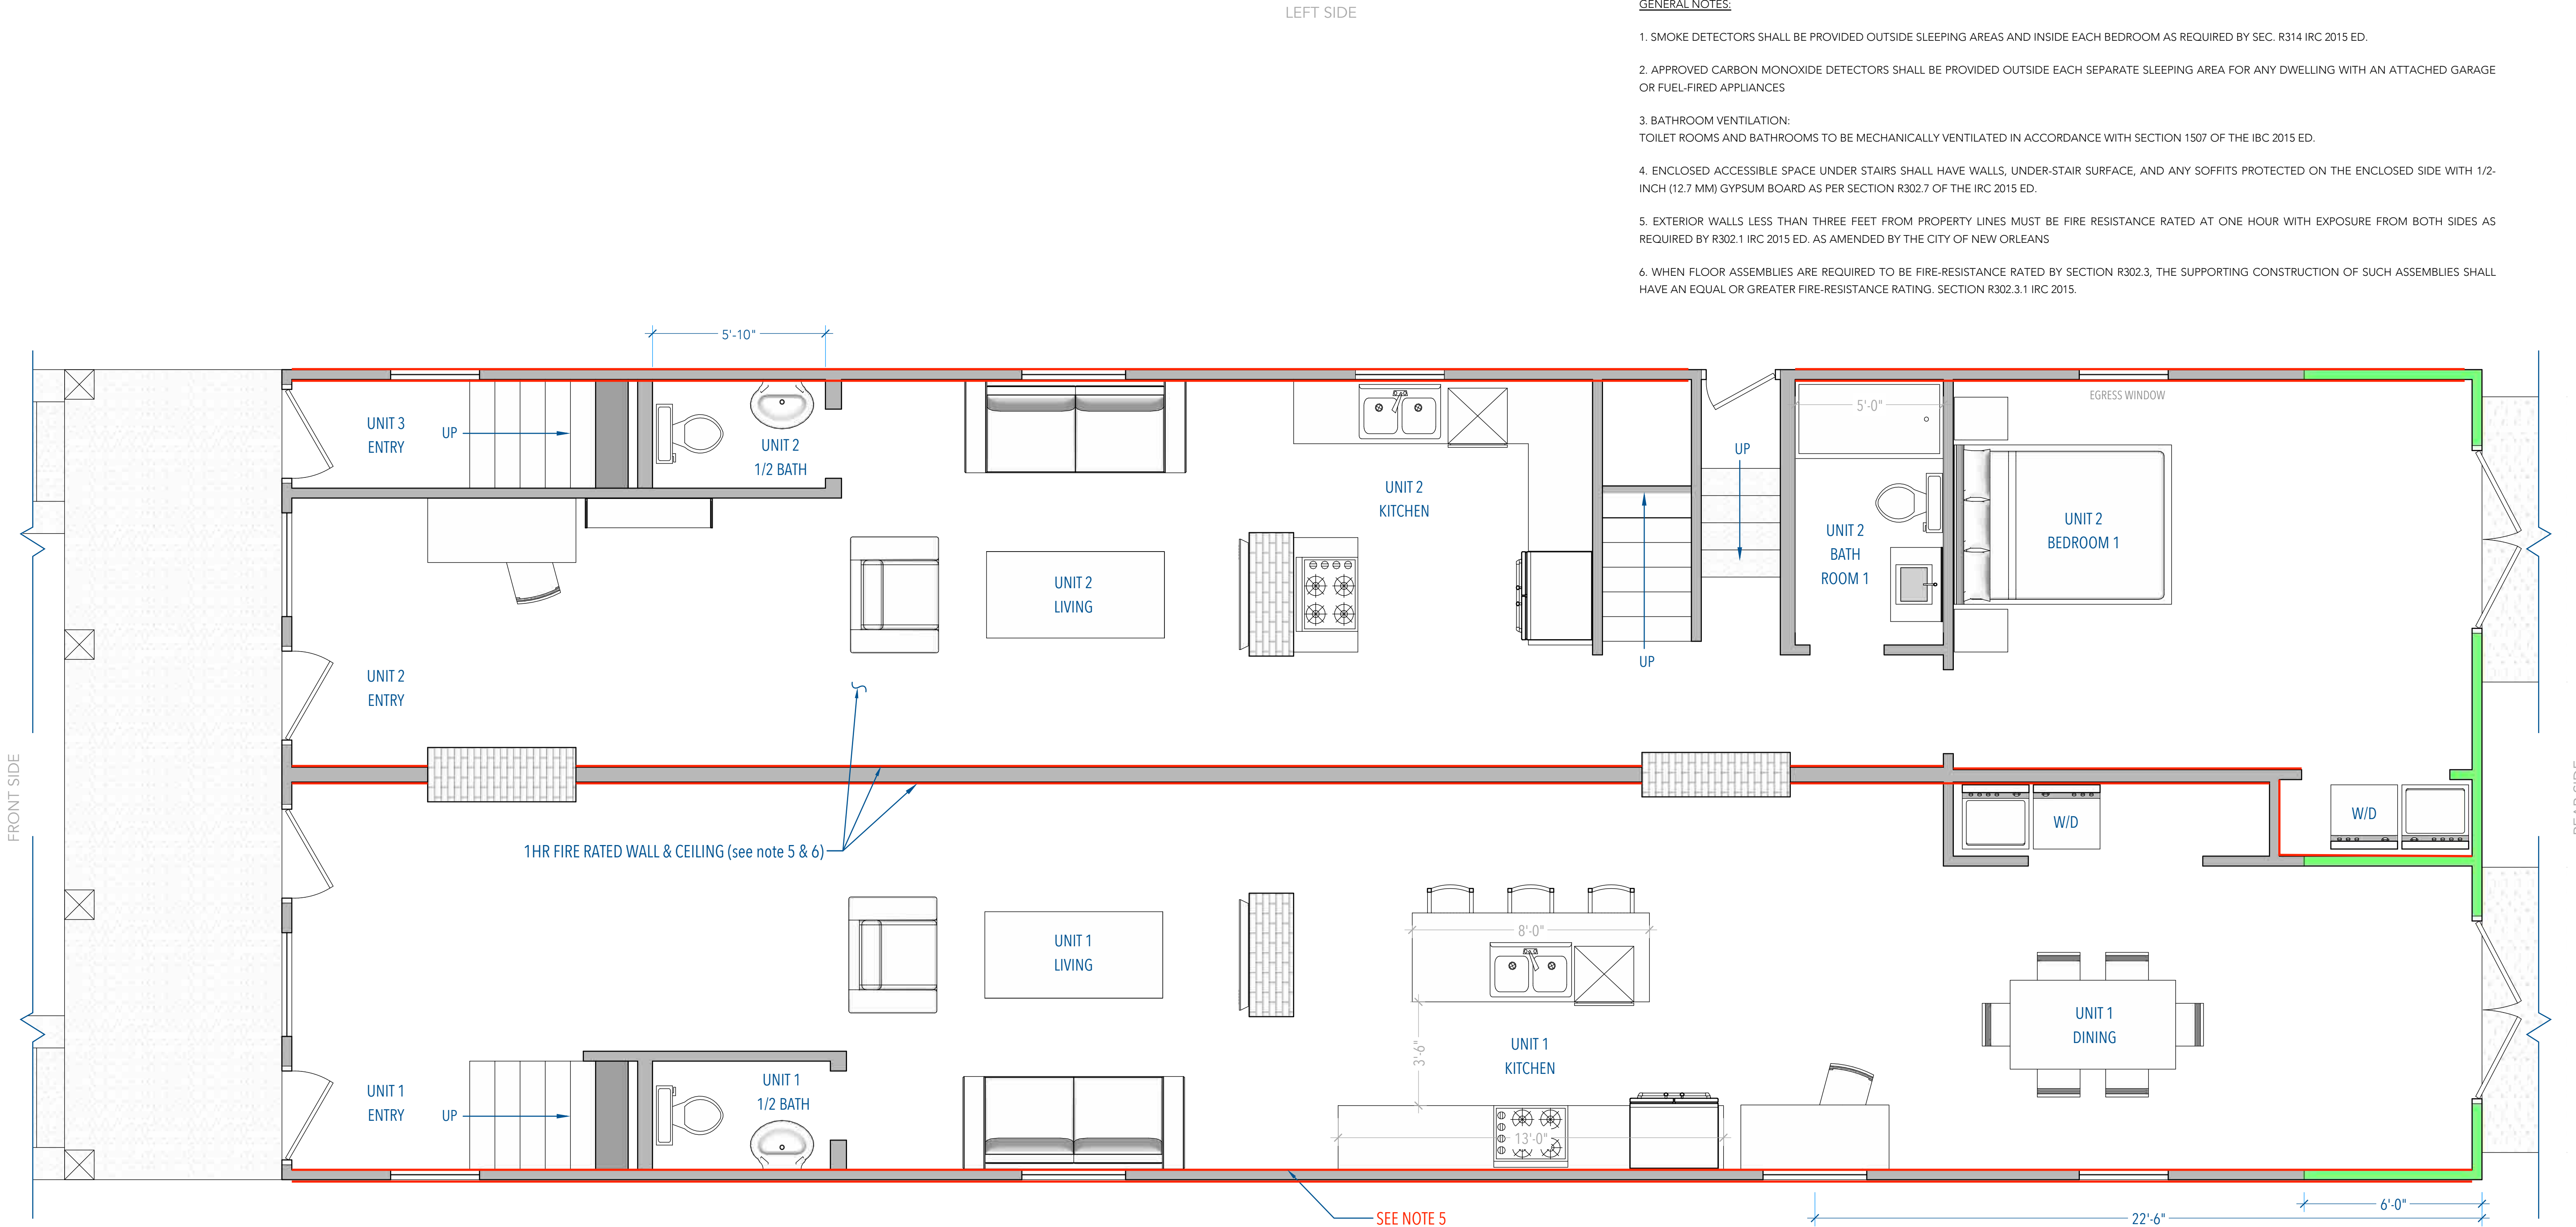 LEFT SIDE
GENERAL NOTES:
1. SMOKE DETECTORS SHALL BE PROVIDED OUTSIDE SLEEPING AREAS AND INSIDE EACH BEDROOM AS REQUIRED BY SEC. R314 IRC 2015 ED.
2. APPROVED CARBON MONOXIDE DETECTORS SHALL BE PROVIDED OUTSIDE EACH SEPARATE SLEEPING AREA FOR ANY DWELLING WITH AN ATTACHED GARAGE
OR FUEL-FIRED APPLIANCES
3. BATHROOM VENTILATION:
TOILET ROOMS AND BATHROOMS TO BE MECHANICALLY VENTILATED IN ACCORDANCE WITH SECTION 1507 OF THE IBC 2015 ED.
4. ENCLOSED ACCESSIBLE SPACE UNDER STAIRS SHALL HAVE WALLS, UNDER-STAIR SURFACE, AND ANY SOFFITS PROTECTED ON THE ENCLOSED SIDE WITH 1/2-
INCH (12.7 MM) GYPSUM BOARD AS PER SECTION R302.7 OF THE IRC 2015 ED.
5. EXTERIOR WALLS LESS THAN THREE FEET FROM PROPERTY LINES MUST BE FIRE RESISTANCE RATED AT ONE HOUR WITH EXPOSURE FROM BOTH SIDES AS
REQUIRED BY R302.1 IRC 2015 ED. AS AMENDED BY THE CITY OF NEW ORLEANS
6. WHEN FLOOR ASSEMBLIES ARE REQUIRED TO BE FIRE-RESISTANCE RATED BY SECTION R302.3, THE SUPPORTING CONSTRUCTION OF SUCH ASSEMBLIES SHALL
HAVE AN EQUAL OR GREATER FIRE-RESISTANCE RATING. SECTION R302.3.1 IRC 2015.
5'-10"
UNIT 3
ENTRY
UP
UNIT 2
1/2 BATH
UNIT 2
KITCHEN
UP
UP
5'-0"
EGRESS WINDOW
UNIT 2
BATH
ROOM 1
UNIT 2
BEDROOM 1
UNIT 2
LIVING
UNIT 2
ENTRY
FRONT SIDE
1HR FIRE RATED WALL & CEILING (see note 5 & 6)
W/D
W/D
UNIT 1
LIVING
8'-0"
3'-6"
UNIT 1
KITCHEN
UNIT 1
DINING
UNIT 1
ENTRY
UP
UNIT 1
1/2 BATH
13'-0"
SEE NOTE 5
6'-0"
22'-6"